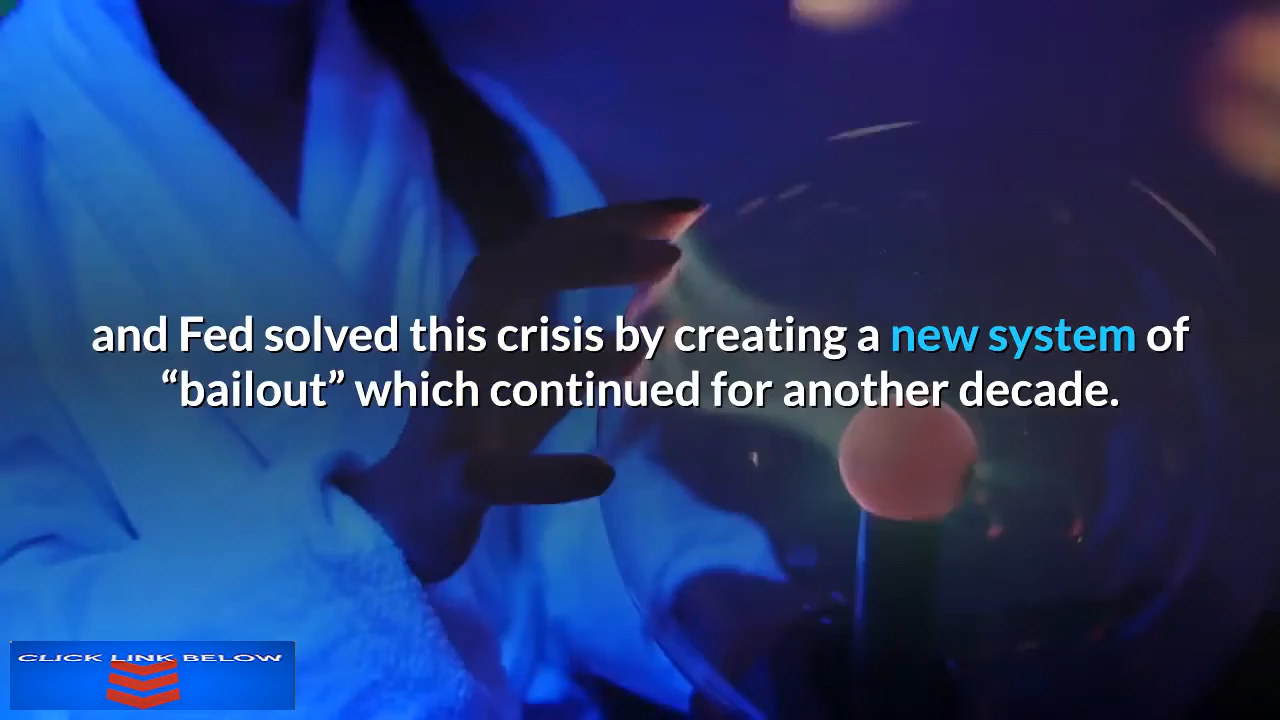 and Fed solved this crisis by creating a new system of
“bailout” which continued for another decade.
CLICK LINK BELOW